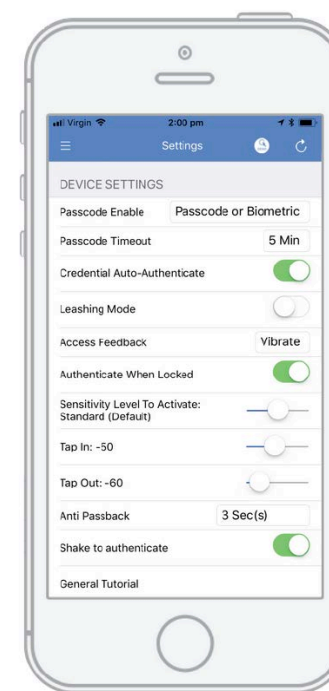 Virgin 2:00 pm
Settings
DEVICE SETTINGS
Passcode Enable Passcode or Biometric
Passcode Timeout 5 Min
Credential Auto-Authenticate
Leashing Mode
Access Feedback Vibrate
Authenticate When Locked
Sensitivity Level To Activate:
Standard (Default)
Tap In: -50
Tap Out: -60
Anti Passback 3 Sec(s)
Shake to authenticate
General Tutorial